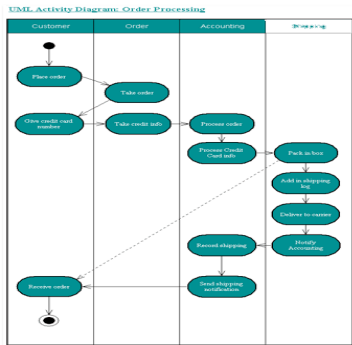 UML Activity Diagram: Order Processing
Customer
Order
Accounting
Place order
Take order
Give credit card
number
Take credit info
Process order
Process Credit
Card info
Pack in box
Add in shipping
log
Deliver to carrier
Notify
Accounting
Record shipping
Send shipping
notification
Receive order